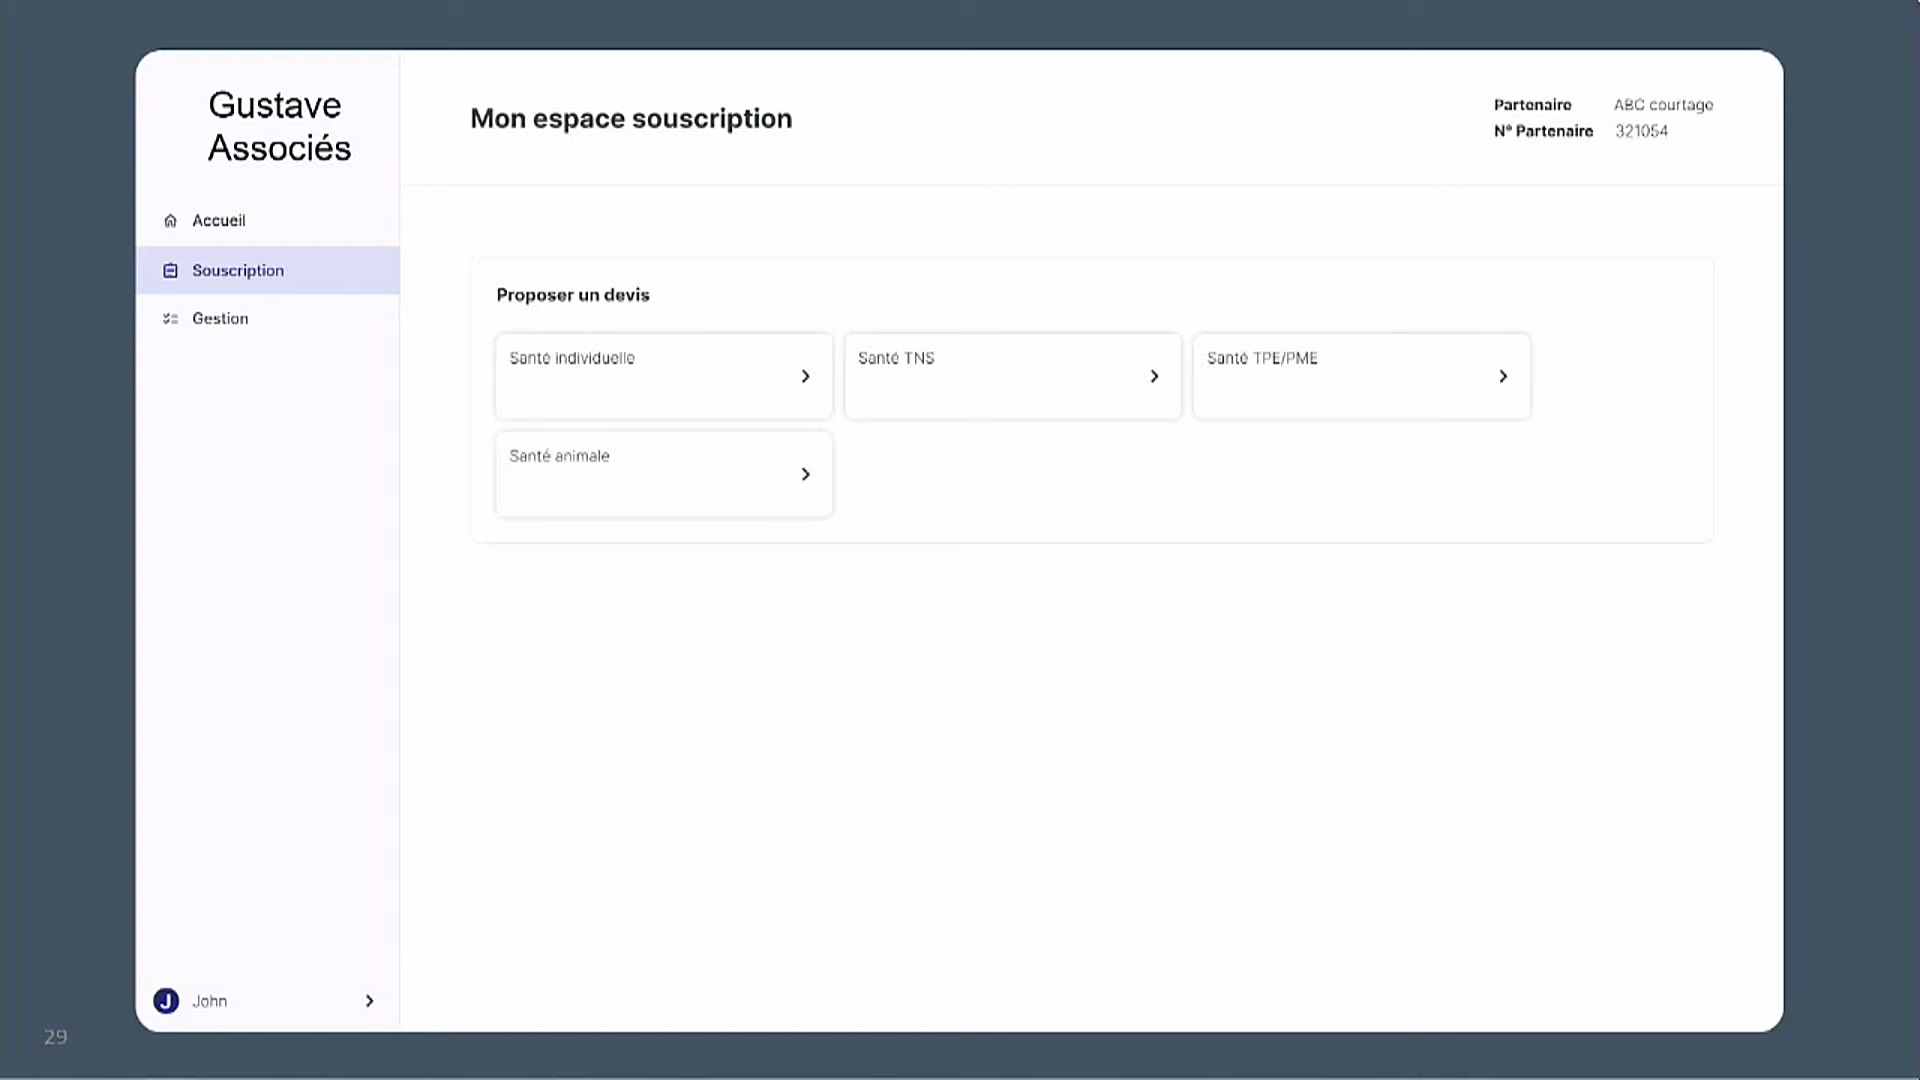 Gustave
Associés
Accueil
Souscription
Gestion
John
Mon espace souscription
Partenaire ABC courtage
N° Partenaire 321054
Proposer un devis
Santé individuelle
Santé TNS
Santé TPE/PME
Santé animale
J
29